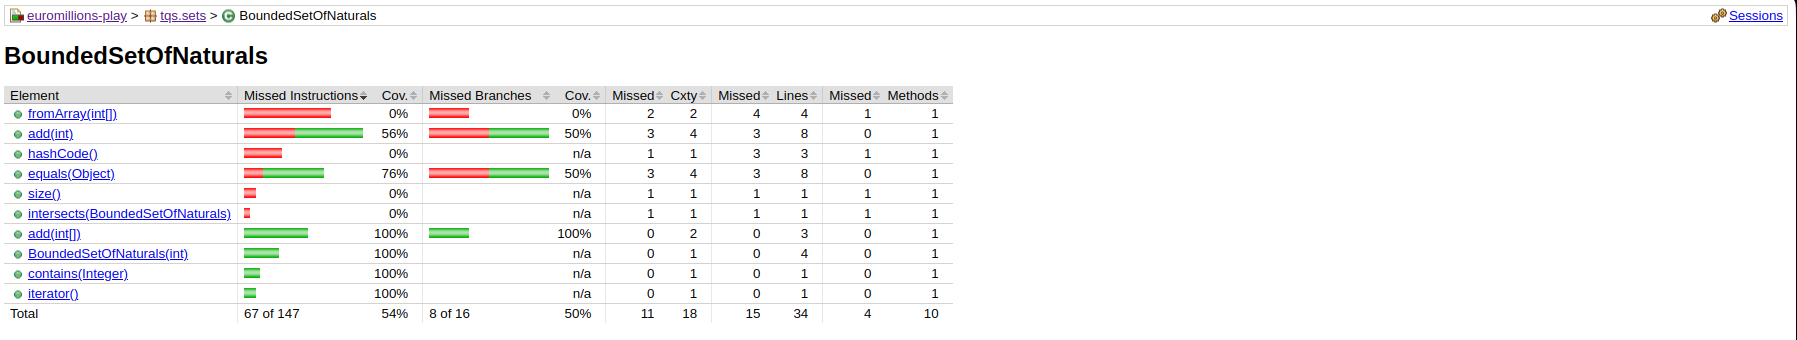 euromillions-play > tqs.sets > BoundedSetOfNaturals Sessions
BoundedSetOfNaturals
Element Missed Instructions Cov. Missed Branches Cov. Missed Cxty Missed Lines Missed Methods
fromArray(int[]) 0% 0% 2 2 4 4 1 1
add(int) 56% 50% 3 4 3 8 0 1
hashCode() 0% n/a 1 1 3 3 1 1
equals(Object) 76% 50% 3 4 3 8 0 1
size() 0% n/a 1 1 1 1 1 1
intersects(BoundedSetOfNaturals) 0% n/a 1 1 1 1 1 1
add(int[]) 100% 100% 0 2 0 3 0 1
BoundedSetOfNaturals(int) 100% n/a 0 1 0 4 0 1
contains(Integer) 100% n/a 0 1 0 1 0 1
iterator() 100% n/a 0 1 0 1 0 1
Total 67 of 147 54% 8 of 16 50% 11 18 15 34 4 10